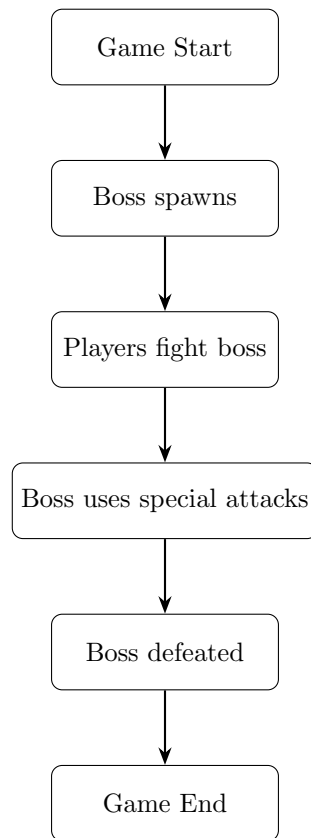 Game Start
Boss spawns
Players fight boss
Boss uses special attacks
Boss defeated
Game End